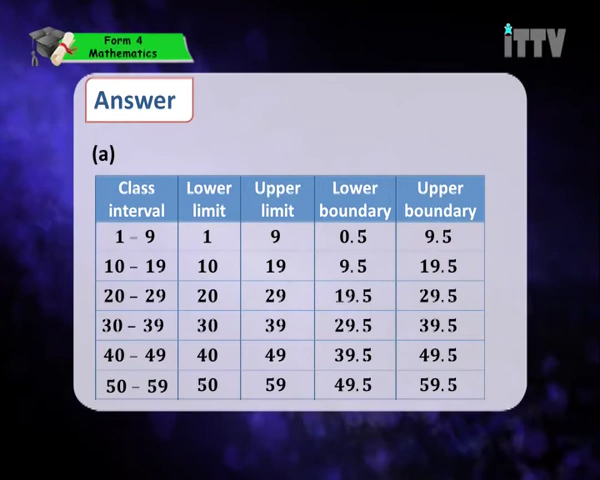 Form 4
Mathematics
iTTV
Answer
(a)
Class interval Lower limit Upper limit Lower boundary Upper boundary
1 – 9 1 9 0.5 9.5
10 – 19 10 19 9.5 19.5
20 – 29 20 29 19.5 29.5
30 – 39 30 39 29.5 39.5
40 – 49 40 49 39.5 49.5
50 – 59 50 59 49.5 59.5